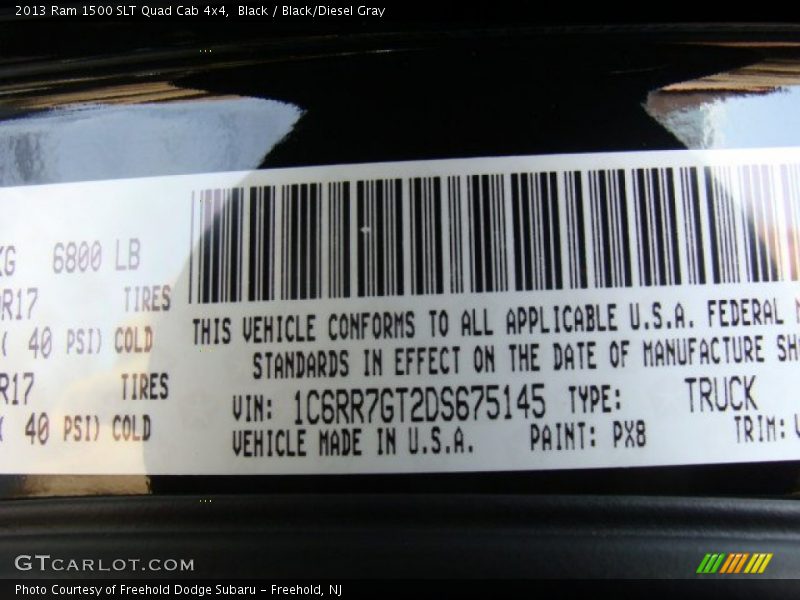 2013 Ram 1500 SLT Quad Cab 4x4, Black / Black/Diesel Gray
KG 6800 LB
R17 TIRES
( 40 PSI) COLD
R17 TIRES
( 40 PSI) COLD
THIS VEHICLE CONFORMS TO ALL APPLICABLE U.S.A. FEDERAL
STANDARDS IN EFFECT ON THE DATE OF MANUFACTURE SH
VIN: 1C6RR7GT2DS675145 TYPE: TRUCK
VEHICLE MADE IN U.S.A. PAINT: PX8 TRIM:
GTCARLOT.COM
Photo Courtesy of Freehold Dodge Subaru - Freehold, NJ